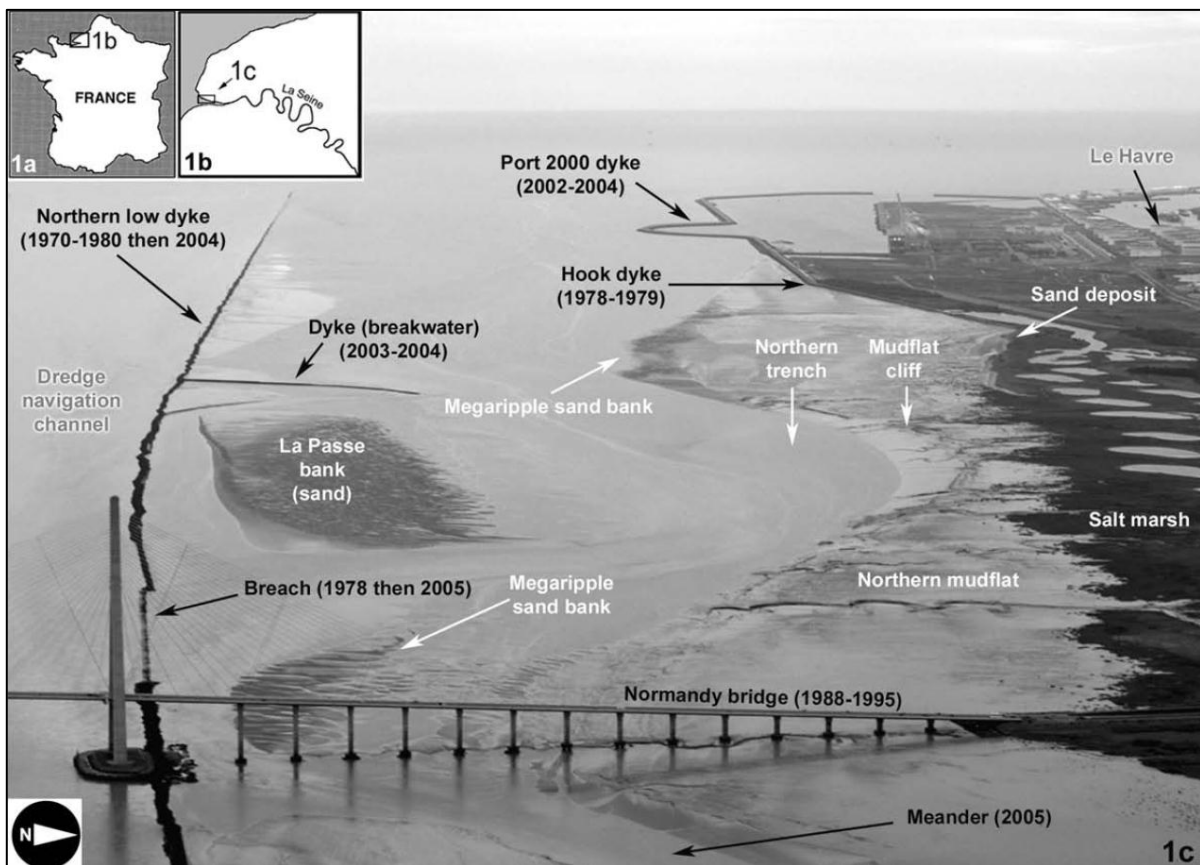 1b
FRANCE
1a
1c
La Seine
1b
Port 2000 dyke
(2002-2004)
Le Havre
Northern low dyke
(1970-1980 then 2004)
Hook dyke
(1978-1979)
Sand deposit
Dyke (breakwater)
(2003-2004)
Northern
trench
Mudflat
cliff
Dredge
navigation
channel
Megaripple sand bank
La Passe
bank
(sand)
Salt marsh
Breach (1978 then 2005)
Megaripple
sand bank
Northern mudflat
Normandy bridge (1988-1995)
N
Meander (2005)
1c